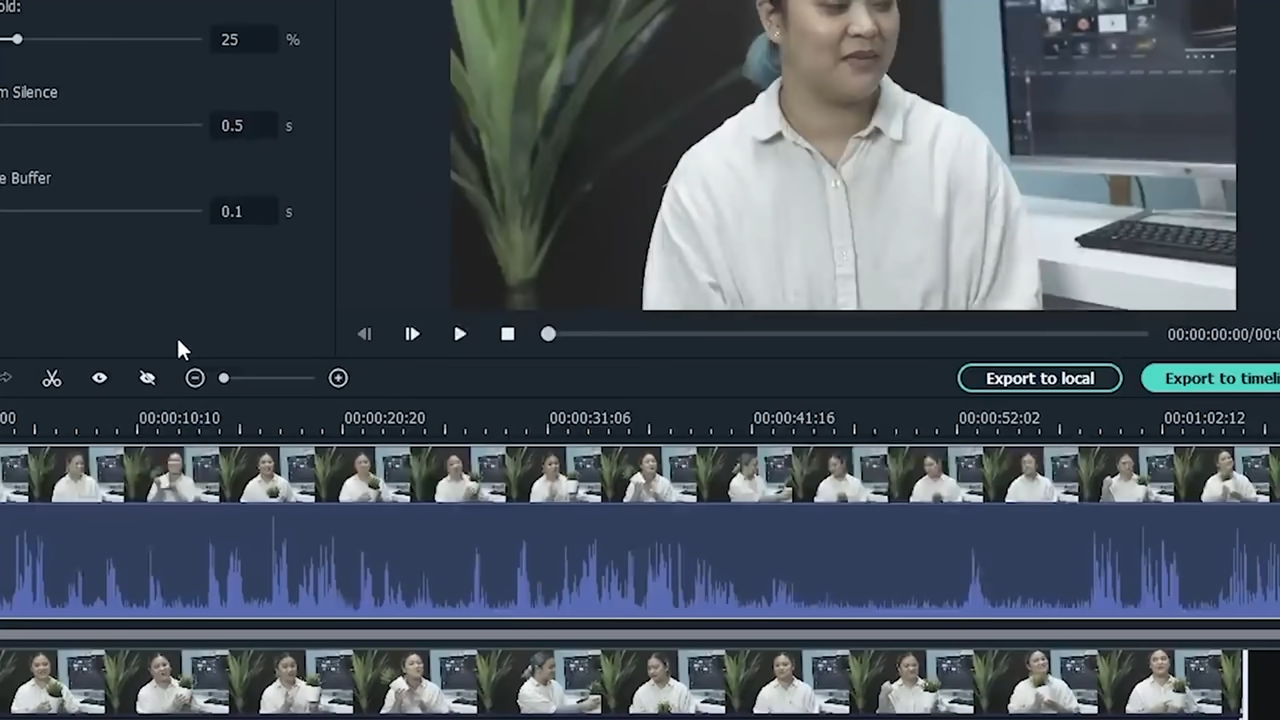 old:
25 %
m Silence
0.5 s
e Buffer
0.1 s
00:00:00:00/00:0
Export to local
Export to timeli
00
00:00:10:10
00:00:20:20
00:00:31:06
00:00:41:16
00:00:52:02
00:01:02:12